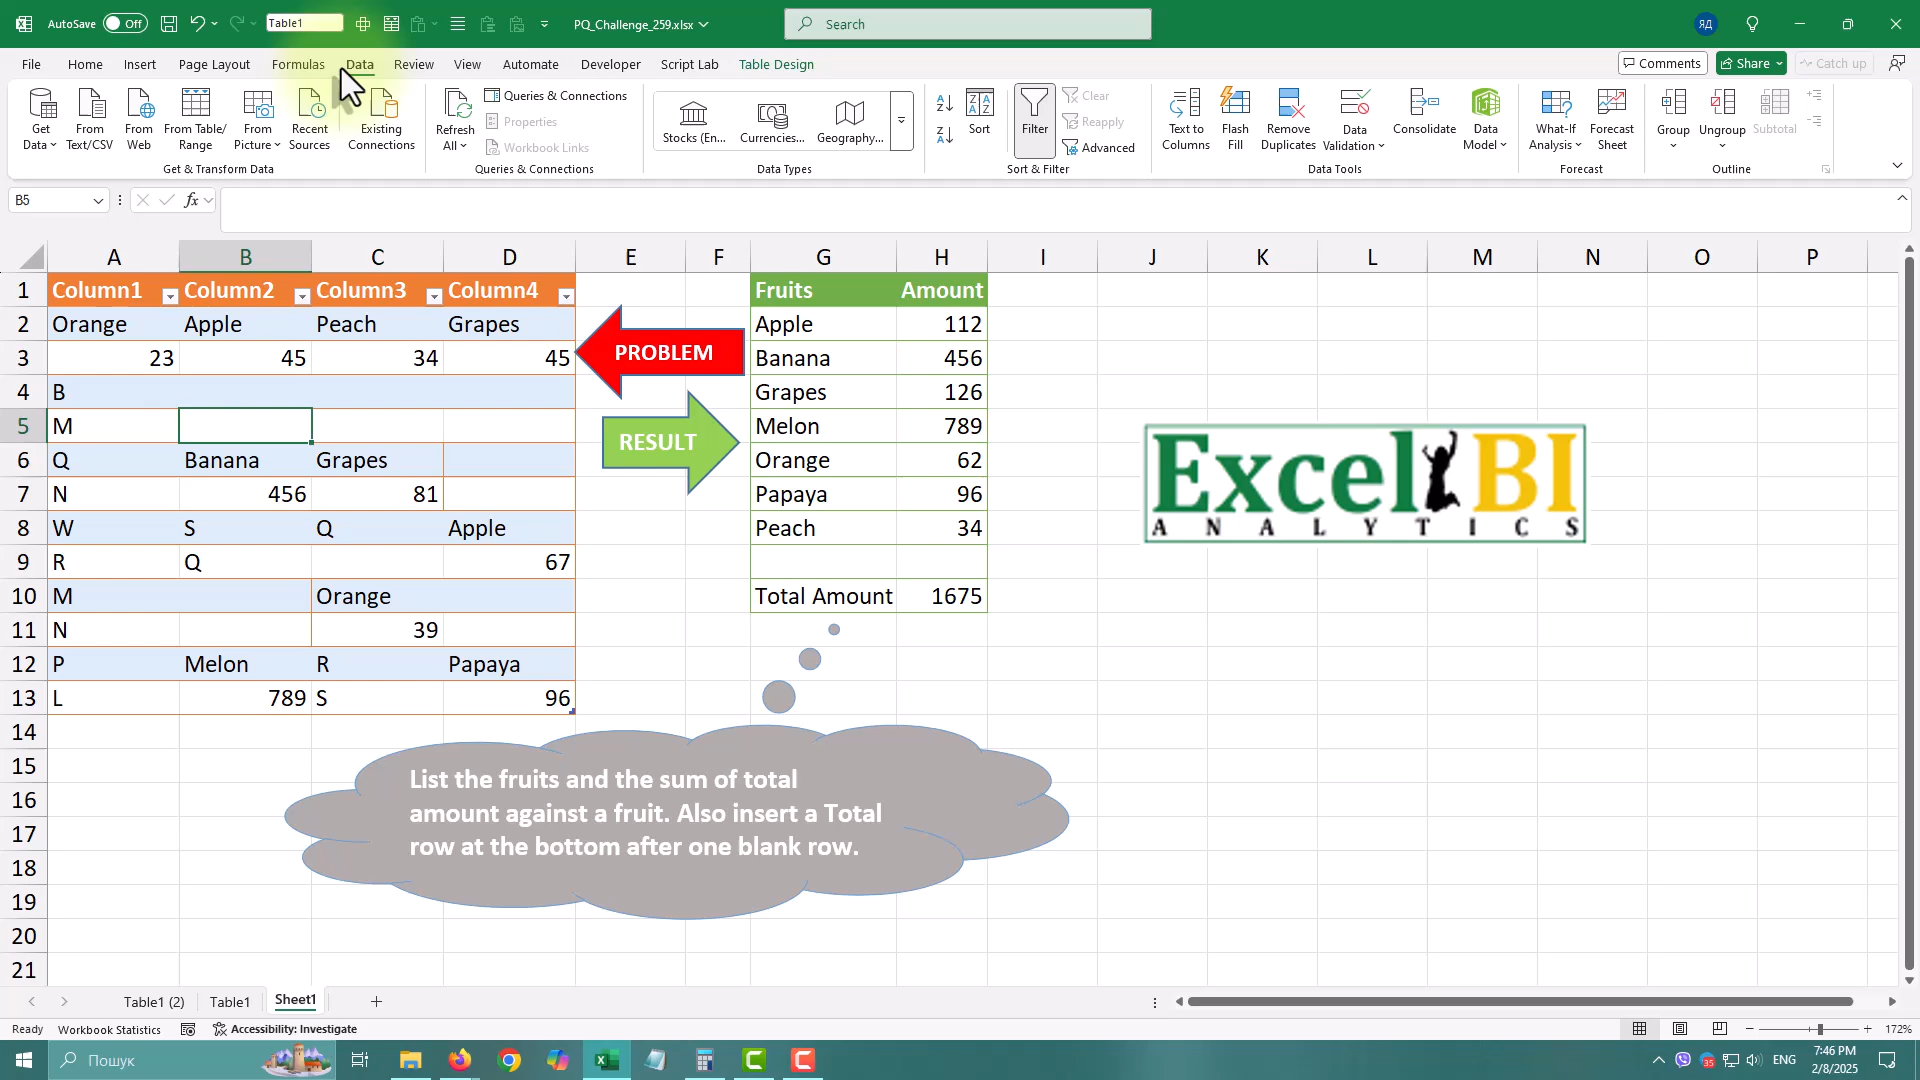 AutoSave Off Table1 PQ_Challenge_259.xlsx Search ЯД
File Home Insert Page Layout Formulas Data Review View Automate Developer Script Lab Table Design Comments Share Catch up
Get Data From Text/CSV From Web From Table/ Range From Picture Recent Sources Existing Connections
Get & Transform Data
Refresh All Queries & Connections
Properties
Workbook Links
Queries & Connections
Stocks (En... Currencies... Geography...
Data Types
Sort Filter Clear
Reapply
Advanced
Sort & Filter
Text to Columns Flash Fill Remove Duplicates Data Validation Consolidate Data Model
Data Tools
What-If Analysis Forecast Sheet
Forecast
Group Ungroup Subtotal
Outline
B5 fx
A B C D E F G H I J K L M N O P
1 Column1 Column2 Column3 Column4 Fruits Amount
2 Orange Apple Peach Grapes Apple 112
3 23 45 34 45 Banana 456
PROBLEM
4 B Grapes 126
5 M Melon 789
RESULT
6 Q Banana Grapes Orange 62
7 N 456 81 Papaya 96
8 W S Q Apple Peach 34
9 R Q 67
10 M Orange Total Amount 1675
11 N 39
12 P Melon R Papaya
13 L 789 S 96
14
15
16
17
18
19
20
21
Excel BI
ANALYTICS
List the fruits and the sum of total
amount against a fruit. Also insert a Total
row at the bottom after one blank row.
Table1 (2) Table1 Sheet1
Ready Workbook Statistics Accessibility: Investigate 172%
Пошук 35 ENG 7:46 PM
2/8/2025